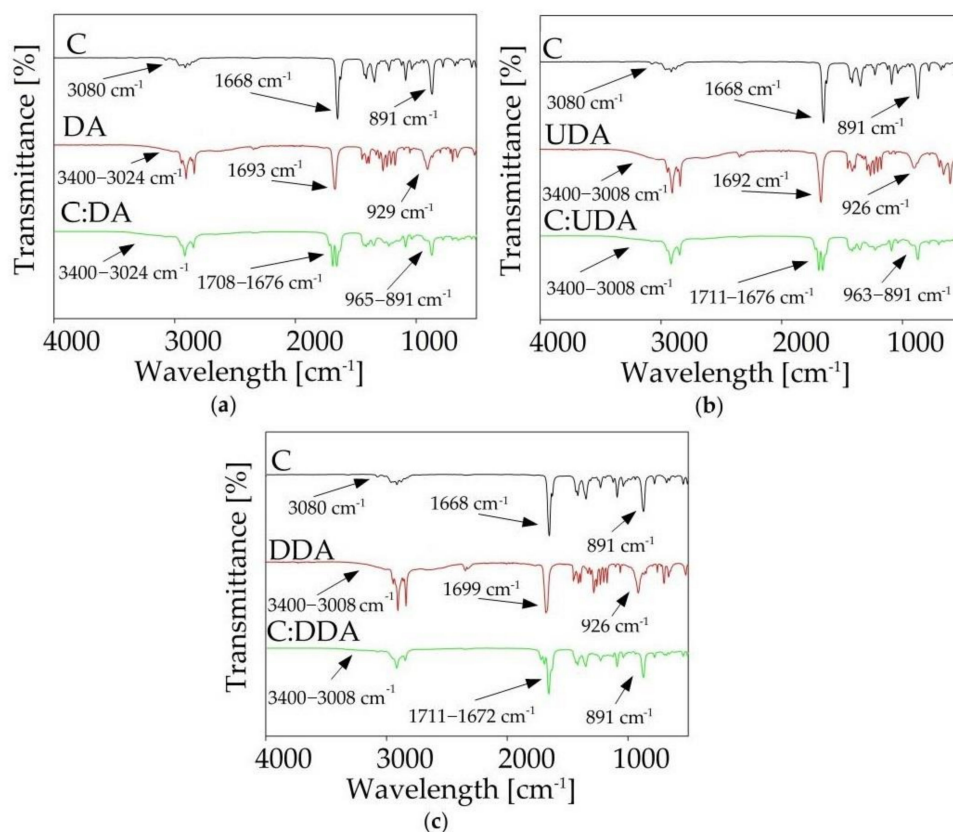 C
3080 cm⁻¹
1668 cm⁻¹
891 cm⁻¹
DA
3400−3024 cm⁻¹
1693 cm⁻¹
929 cm⁻¹
C:DA
3400−3024 cm⁻¹
1708−1676 cm⁻¹
965−891 cm⁻¹
Transmittance [%]
4000 3000 2000 1000
Wavelength [cm⁻¹]
(a)
C
3080 cm⁻¹
1668 cm⁻¹
891 cm⁻¹
UDA
3400−3008 cm⁻¹
1692 cm⁻¹
926 cm⁻¹
C:UDA
3400−3008 cm⁻¹
1711−1676 cm⁻¹
963−891 cm⁻¹
Transmittance [%]
4000 3000 2000 1000
Wavelength [cm⁻¹]
(b)
C
3080 cm⁻¹
1668 cm⁻¹
891 cm⁻¹
DDA
3400−3008 cm⁻¹
1699 cm⁻¹
926 cm⁻¹
C:DDA
3400−3008 cm⁻¹
1711−1672 cm⁻¹
891 cm⁻¹
Transmittance [%]
4000 3000 2000 1000
Wavelength [cm⁻¹]
(c)